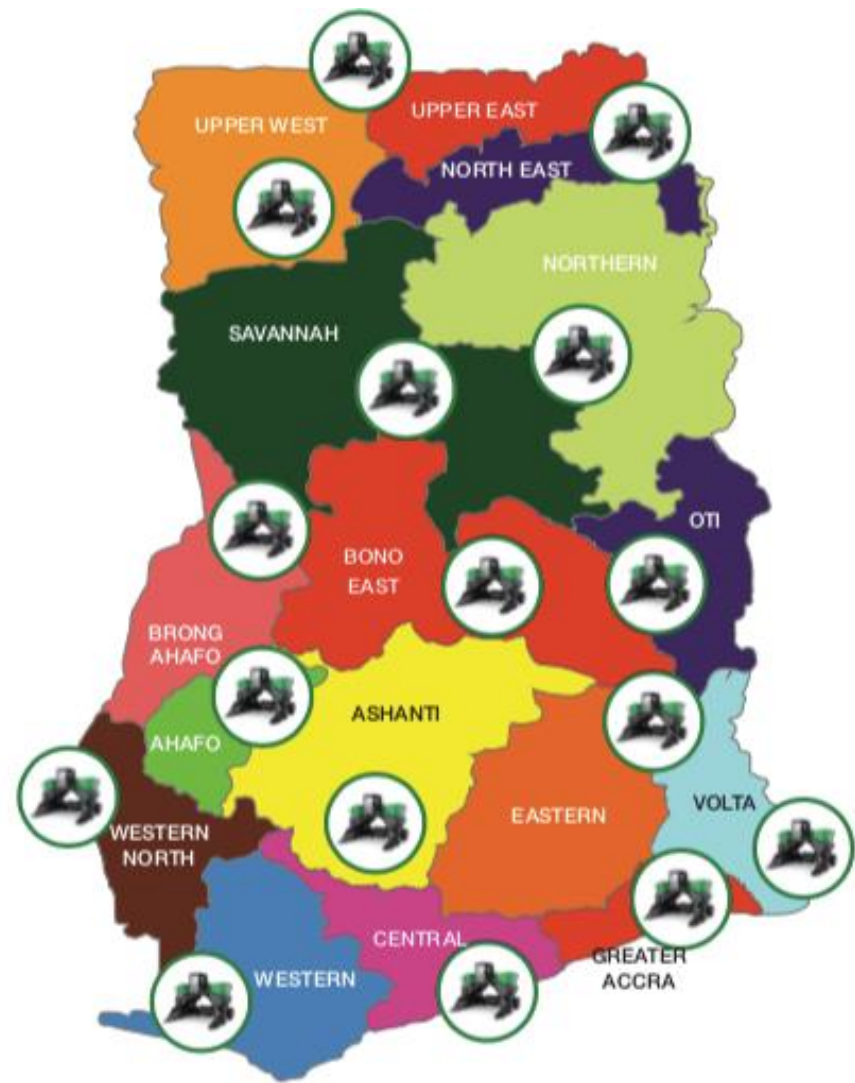 UPPER WEST
UPPER EAST
NORTH EAST
NORTHERN
SAVANNAH
OTI
BONO
EAST
BRONG
AHAFO
ASHANTI
AHAFO
VOLTA
EASTERN
WESTERN
NORTH
CENTRAL
GREATER
ACCRA
WESTERN